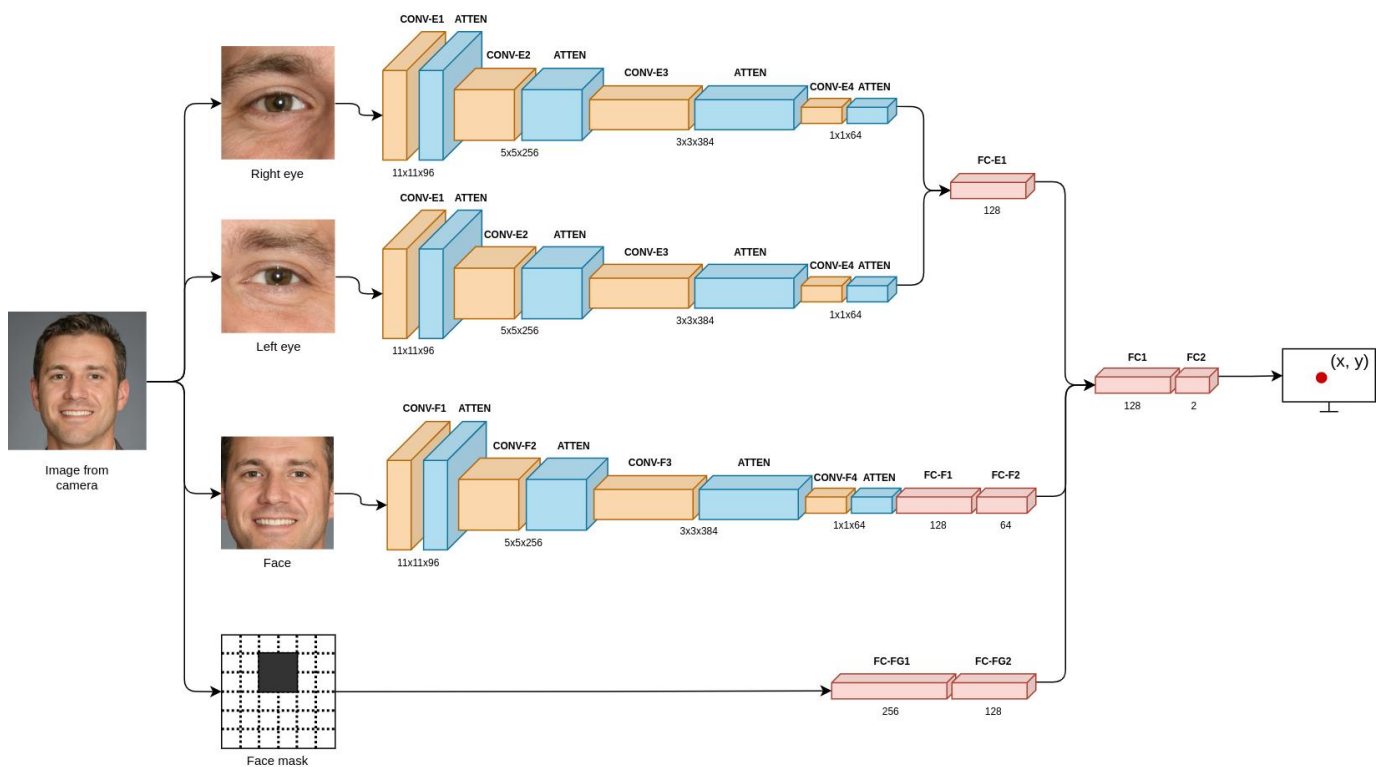 CONV-E1 ATTEN
CONV-E2 ATTEN
CONV-E3 ATTEN
CONV-E4 ATTEN
11x11x96
5x5x256
3x3x384
1x1x64
Right eye
FC-E1
128
CONV-E1 ATTEN
CONV-E2 ATTEN
CONV-E3 ATTEN
CONV-E4 ATTEN
11x11x96
5x5x256
3x3x384
1x1x64
Left eye
Image from
camera
FC1 FC2
128 2
(x, y)
CONV-F1 ATTEN
CONV-F2 ATTEN
CONV-F3 ATTEN
CONV-F4 ATTEN
FC-F1 FC-F2
11x11x96
5x5x256
3x3x384
1x1x64
128 64
Face
FC-FG1 FC-FG2
256 128
Face mask